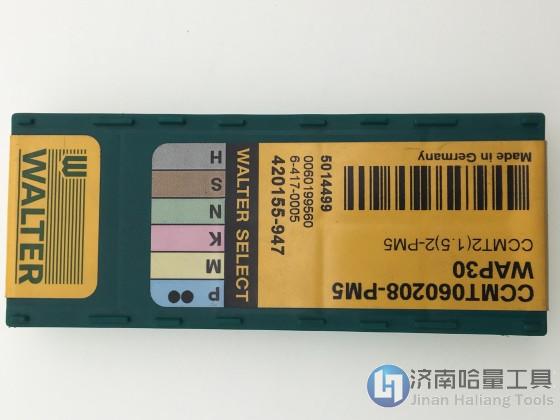 WALTER
P
M
K
N
S
H
WALTER SELECT
CCMT060208-PM5
WAP30
CCMT2(1.5)2-PM5
Made in Germany
5014499
0060199560
6-417-0005
420155-947
济南哈量工具
Jinan Haliang Tools